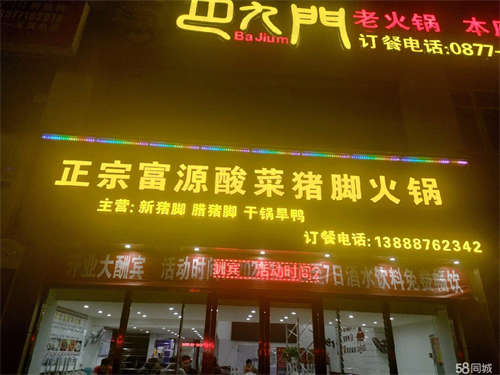 巴九門
BaJium
老火锅 本
订餐电话:0877-
正宗富源酸菜猪脚火锅
主营: 新猪脚 腊猪脚 干锅旱鸭
订餐电话: 13888762342
开业大酬宾 活动时间
酬宾 活动时间
7日酒水饮料免费畅饮
58同城